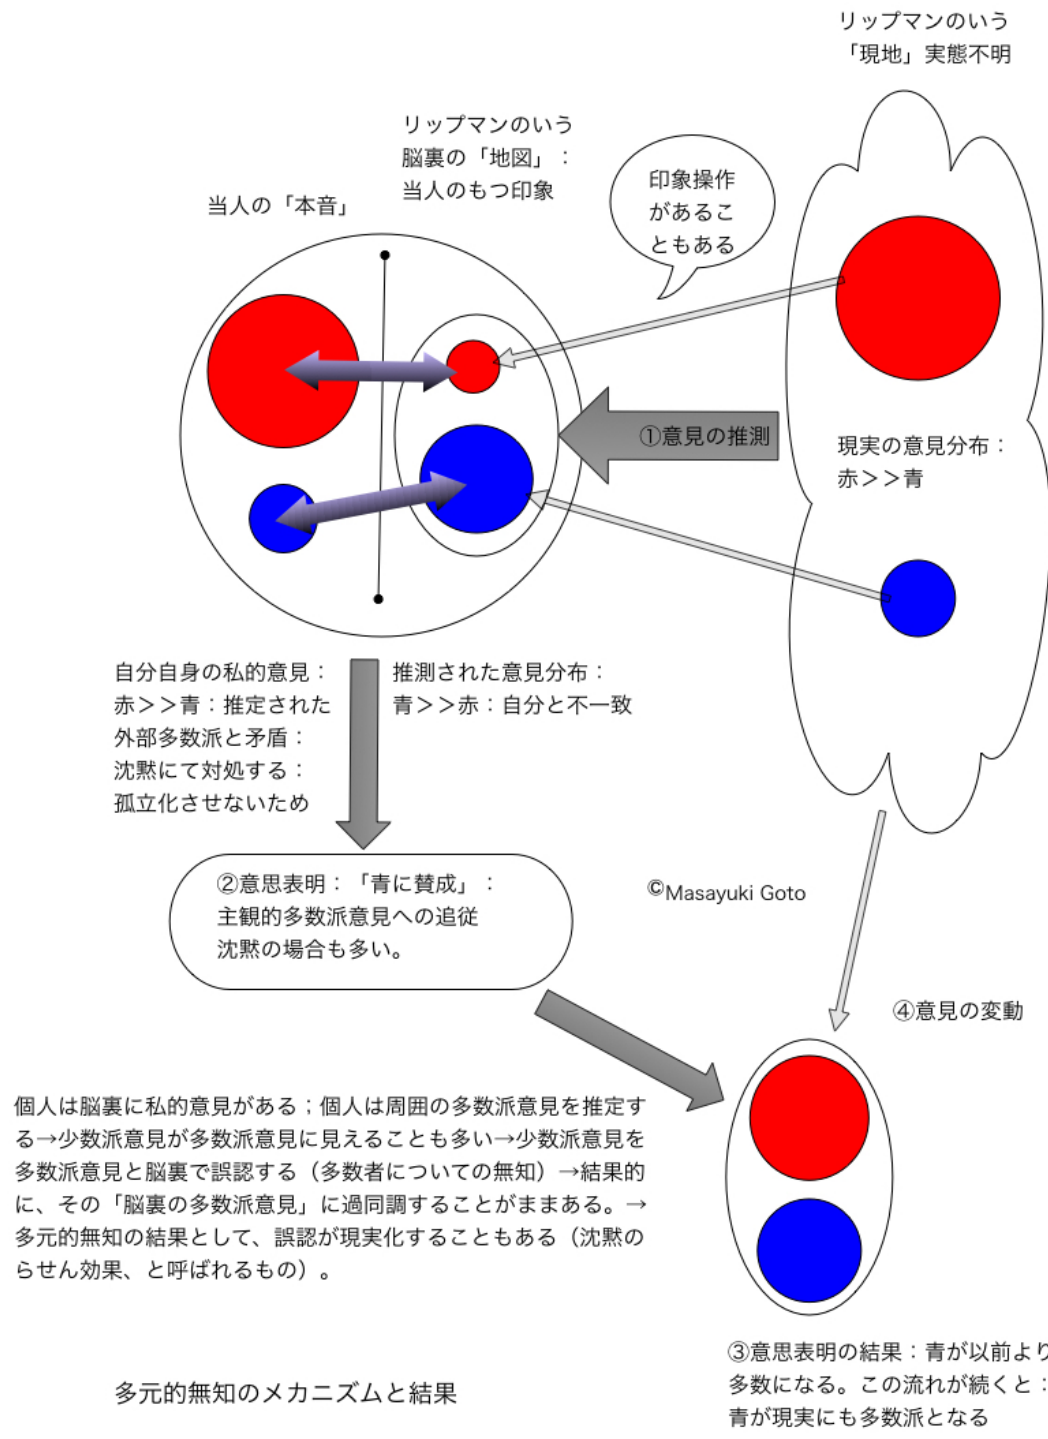 リップマンのいう
「現地」実態不明
リップマンのいう
脳裏の「地図」：
当人のもつ印象
当人の「本音」
印象操作
があるこ
ともある
①意見の推測
現実の意見分布：
赤＞＞青
自分自身の私的意見：
赤＞＞青：推定された
外部多数派と矛盾：
沈黙にて対処する：
孤立化させないため
推測された意見分布：
青＞＞赤：自分と不一致
②意思表明：「青に賛成」：
主観的多数派意見への追従
沈黙の場合も多い。
©Masayuki Goto
④意見の変動
個人は脳裏に私的意見がある；個人は周囲の多数派意見を推定す
る→少数派意見が多数派意見に見えることも多い→少数派意見を
多数派意見と脳裏で誤認する（多数者についての無知）→結果的
に、その「脳裏の多数派意見」に過同調することがままある。→
多元的無知の結果として、誤認が現実化することもある（沈黙の
らせん効果、と呼ばれるもの）。
③意思表明の結果：青が以前より
多数になる。この流れが続くと：
青が現実にも多数派となる
多元的無知のメカニズムと結果